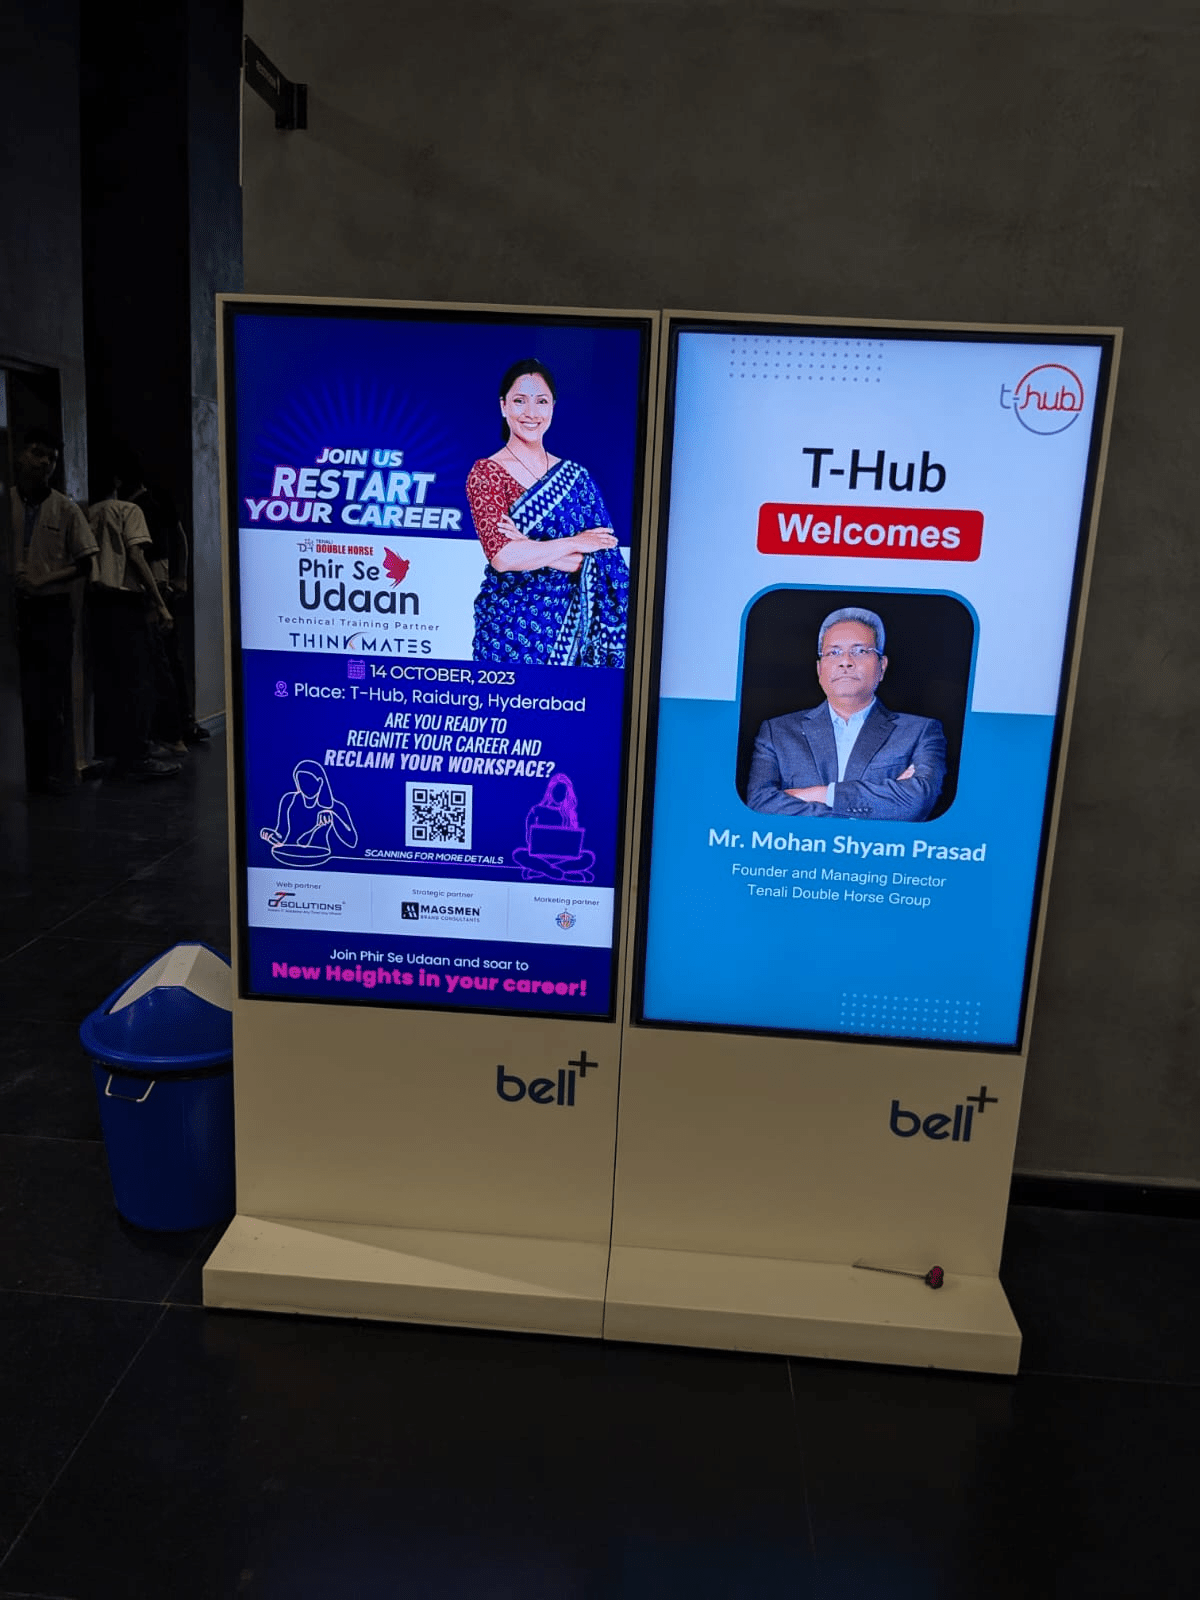 JOIN US
RESTART
YOUR CAREER
TENALI
DOUBLE HORSE
Phir Se
Udaan
Technical Training Partner
THINKMATES
14 OCTOBER, 2023
Place: T-Hub, Raidurg, Hyderabad
ARE YOU READY TO
REIGNITE YOUR CAREER AND
RECLAIM YOUR WORKSPACE?
SCANNING FOR MORE DETAILS
Web partner
SOLUTIONS
Strategic partner
MAGSMEN
BRAND CONSULTANTS
Marketing partner
Join Phir Se Udaan and soar to
New Heights in your career!
bell+
t-hub
T-Hub
Welcomes
Mr. Mohan Shyam Prasad
Founder and Managing Director
Tenali Double Horse Group
bell+